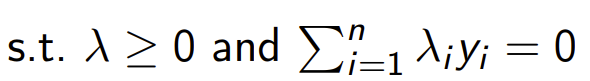 s.t. λ ≥ 0 and ∑ⁿᵢ₌₁ λᵢyᵢ = 0